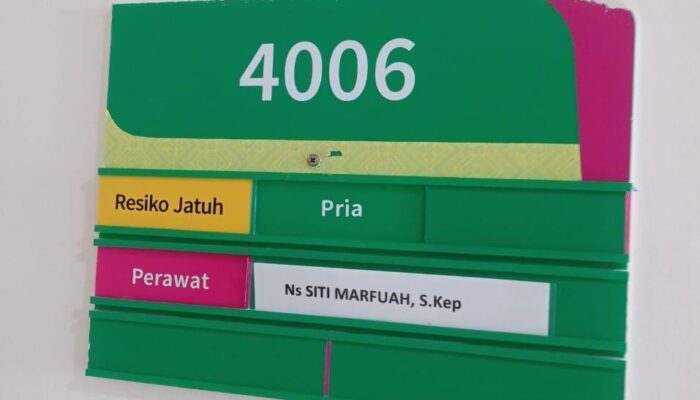 4006
Resiko Jatuh Pria
Perawat Ns SITI MARFUAH, S.Kep